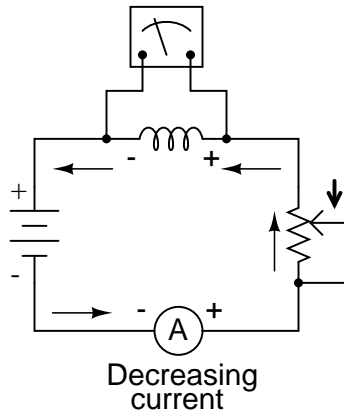 - +
+
-
- A +
Decreasing
current